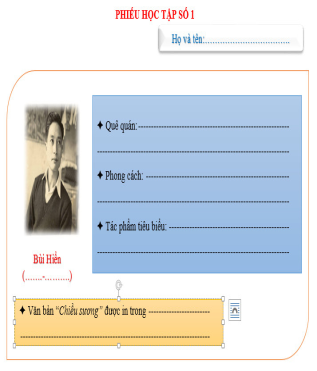 PHIẾU HỌC TẬP SỐ 1
Họ và tên:....................................
✦ Quê quán:------------------------------------------------
------------------------------------------------------------
✦ Phong cách: ----------------------------------------------
------------------------------------------------------------
✦ Tác phẩm tiêu biểu: --------------------------------------
------------------------------------------------------------
Bùi Hiển
(.......-..........)
✦ Văn bản "Chiều sương" được in trong --------------------
------------------------------------------------------------